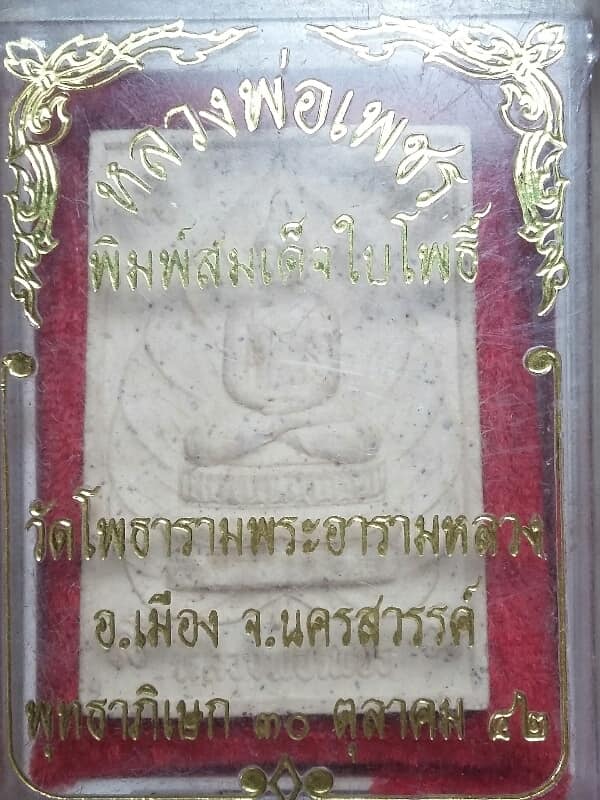 หลวงพ่อเพชร
พิมพ์สมเด็จใบโพธิ์
วัดโพธารามพระอารามหลวง
อ.เมือง จ.นครสวรรค์
พุทธาภิเษก ๓๐ ตุลาคม ๔๒